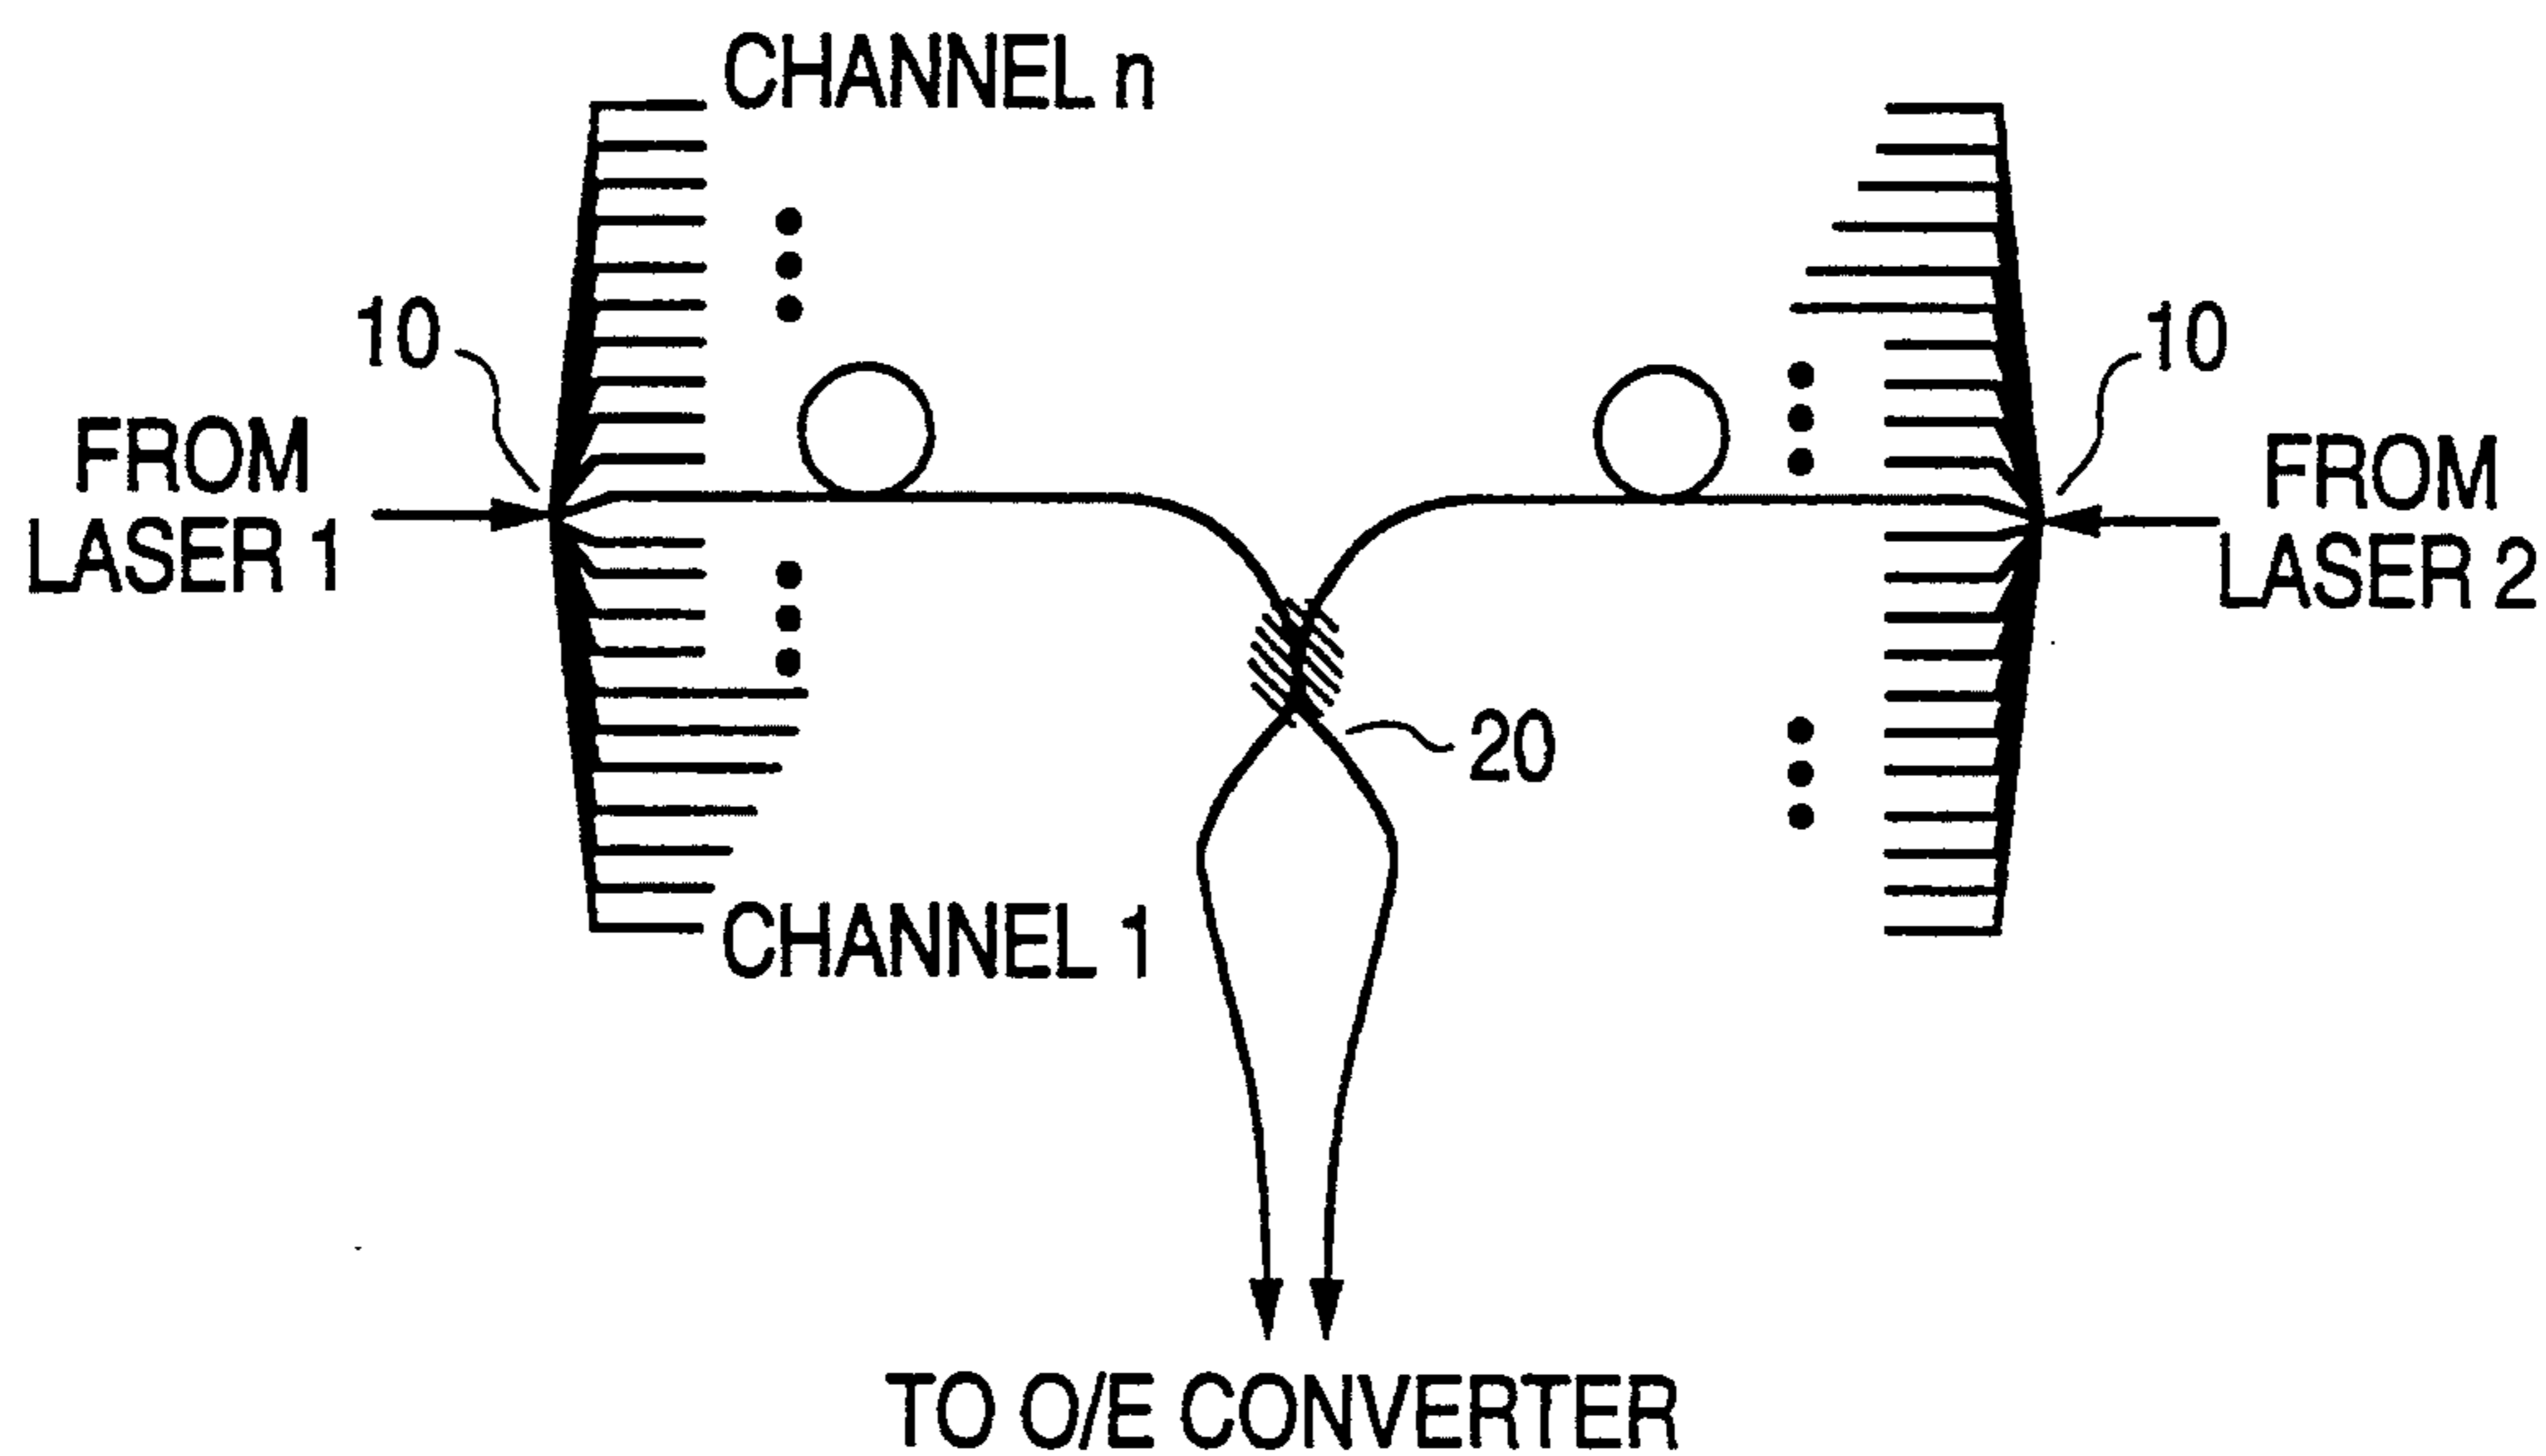 CHANNEL n
10
10
FROM
LASER 1
FROM
LASER 2
20
CHANNEL 1
TO O/E CONVERTER